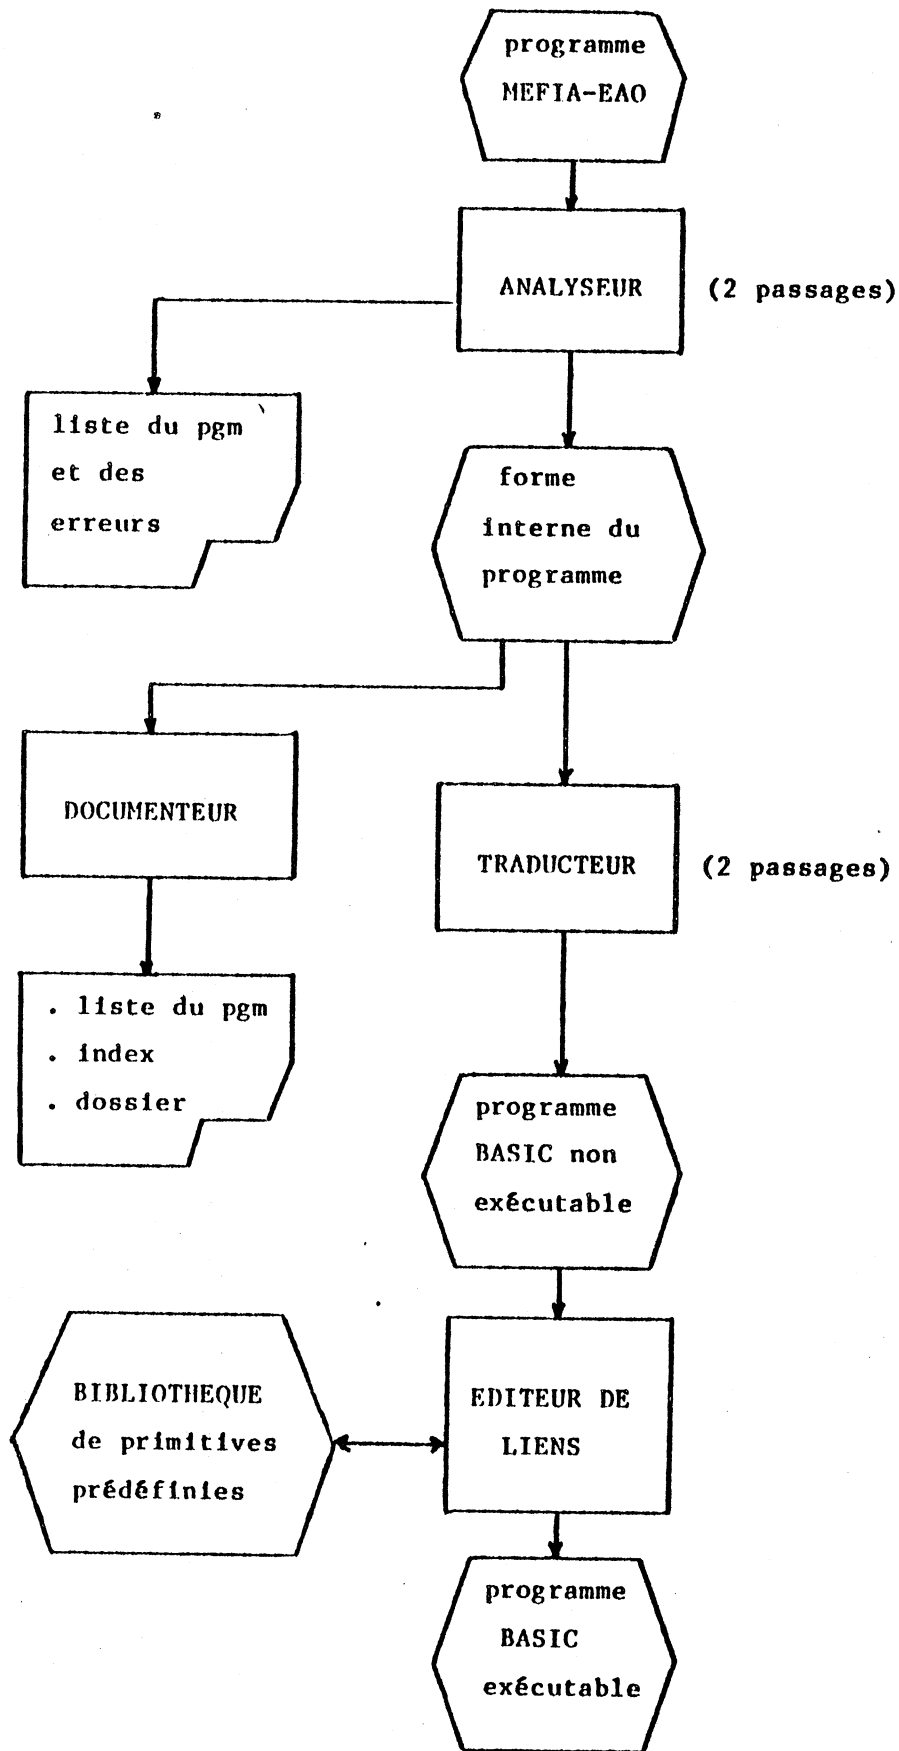 programme
MEFIA-EAO
ANALYSEUR
(2 passages)
liste du pgm
et des
erreurs
forme
interne du
programme
DOCUMENTEUR
TRADUCTEUR
(2 passages)
. liste du pgm
. index
. dossier
programme
BASIC non
exécutable
BIBLIOTHEQUE
de primitives
prédéfinies
EDITEUR DE
LIENS
programme
BASIC
exécutable